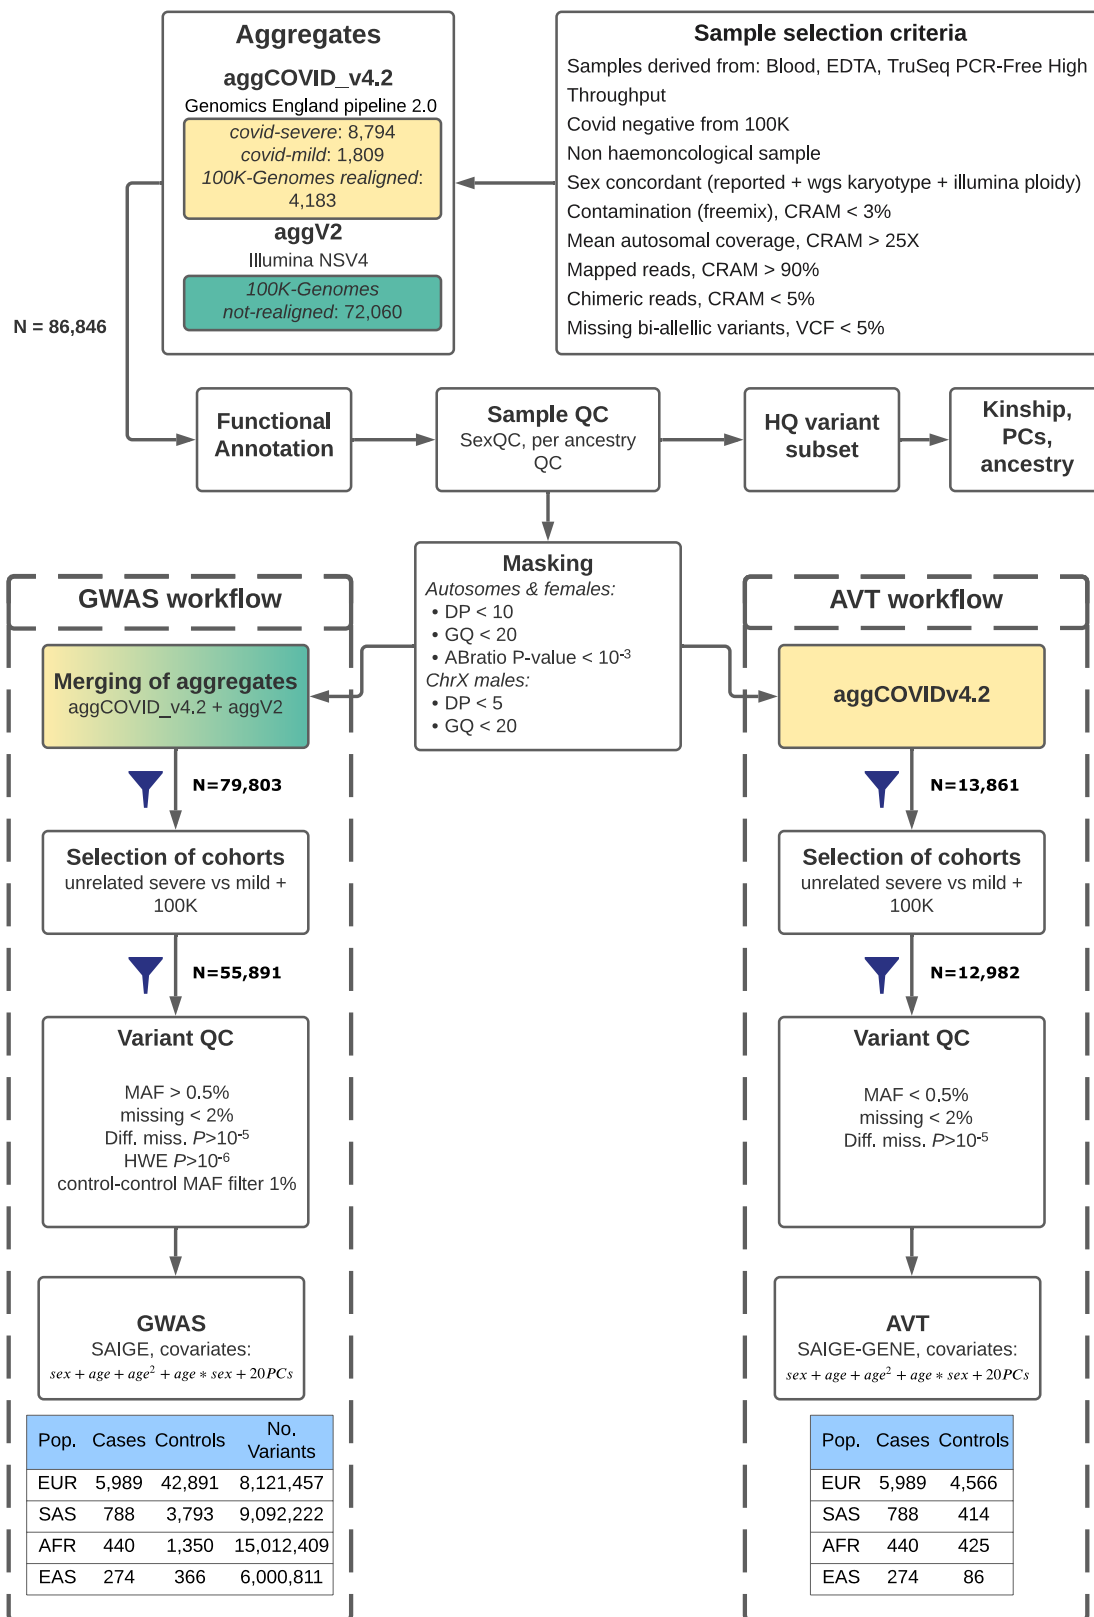 Aggregates
aggCOVID_v4.2
Genomics England pipeline 2.0
covid-severe: 8,794
covid-mild: 1,809
100K-Genomes realigned:
4,183
aggV2
Illumina NSV4
100K-Genomes
not-realigned: 72,060
Sample selection criteria
Samples derived from: Blood, EDTA, TruSeq PCR-Free High
Throughput
Covid negative from 100K
Non haemoncological sample
Sex concordant (reported + wgs karyotype + illumina ploidy)
Contamination (freemix), CRAM < 3%
Mean autosomal coverage, CRAM > 25X
Mapped reads, CRAM > 90%
Chimeric reads, CRAM < 5%
Missing bi-allellic variants, VCF < 5%
N = 86,846
Functional
Annotation
Sample QC
SexQC, per ancestry
QC
HQ variant
subset
Kinship,
PCs,
ancestry
Masking
Autosomes & females:
• DP < 10
• GQ < 20
• ABratio P-value < 10⁻³
ChrX males:
• DP < 5
• GQ < 20
GWAS workflow
Merging of aggregates
aggCOVID_v4.2 + aggV2
N=79,803
Selection of cohorts
unrelated severe vs mild +
100K
N=55,891
Variant QC
MAF > 0.5%
missing < 2%
Diff. miss. P>10⁻⁵
HWE P>10⁻⁶
control-control MAF filter 1%
GWAS
SAIGE, covariates:
sex + age + age² + age * sex + 20PCs
Pop. Cases Controls No. Variants
EUR 5,989 42,891 8,121,457
SAS 788 3,793 9,092,222
AFR 440 1,350 15,012,409
EAS 274 366 6,000,811
AVT workflow
aggCOVIDv4.2
N=13,861
Selection of cohorts
unrelated severe vs mild +
100K
N=12,982
Variant QC
MAF < 0.5%
missing < 2%
Diff. miss. P>10⁻⁵
AVT
SAIGE-GENE, covariates:
sex + age + age² + age * sex + 20PCs
Pop. Cases Controls
EUR 5,989 4,566
SAS 788 414
AFR 440 425
EAS 274 86